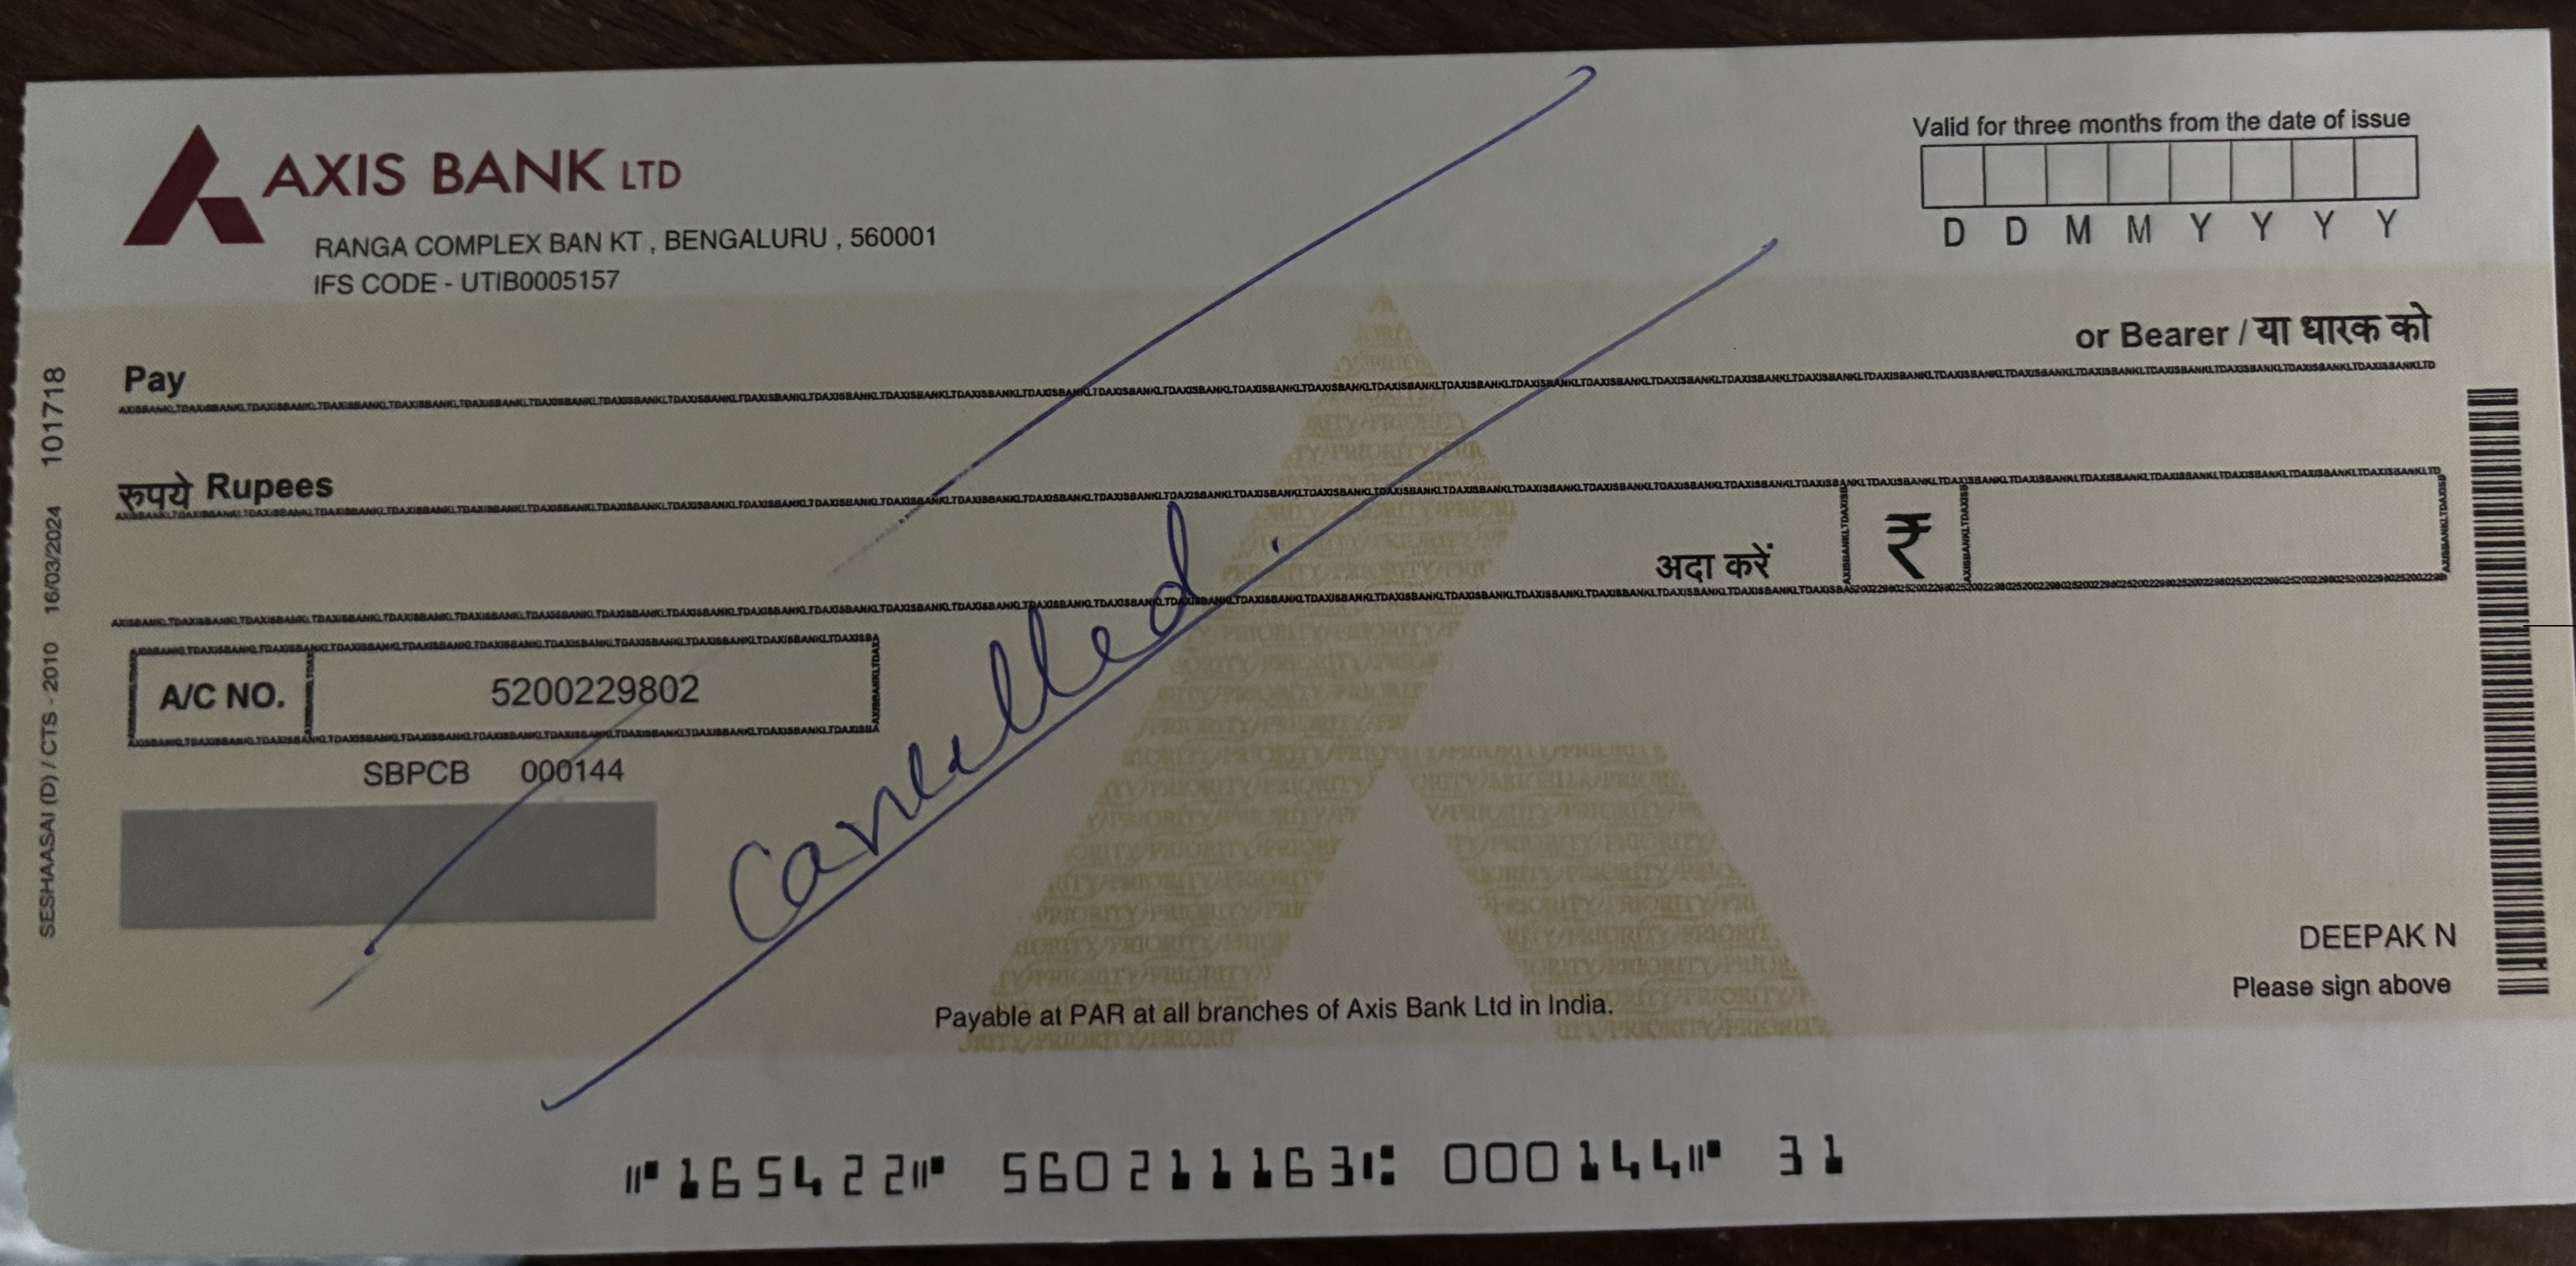 AXIS BANK LTD
RANGA COMPLEX BAN KT , BENGALURU , 560001
IFS CODE - UTIB0005157
Valid for three months from the date of issue
D D M M Y Y Y Y
Pay
or Bearer / या धारक को
रुपये Rupees
अदा करें
₹
A/C NO. 5200229802
SBPCB 000144
Cancelled.
DEEPAK N
Please sign above
Payable at PAR at all branches of Axis Bank Ltd in India.
⑈165422⑈ 560211163⑆ 000144⑈ 31
SESHAASAI (D) / CTS - 2010 16/03/2024 101718